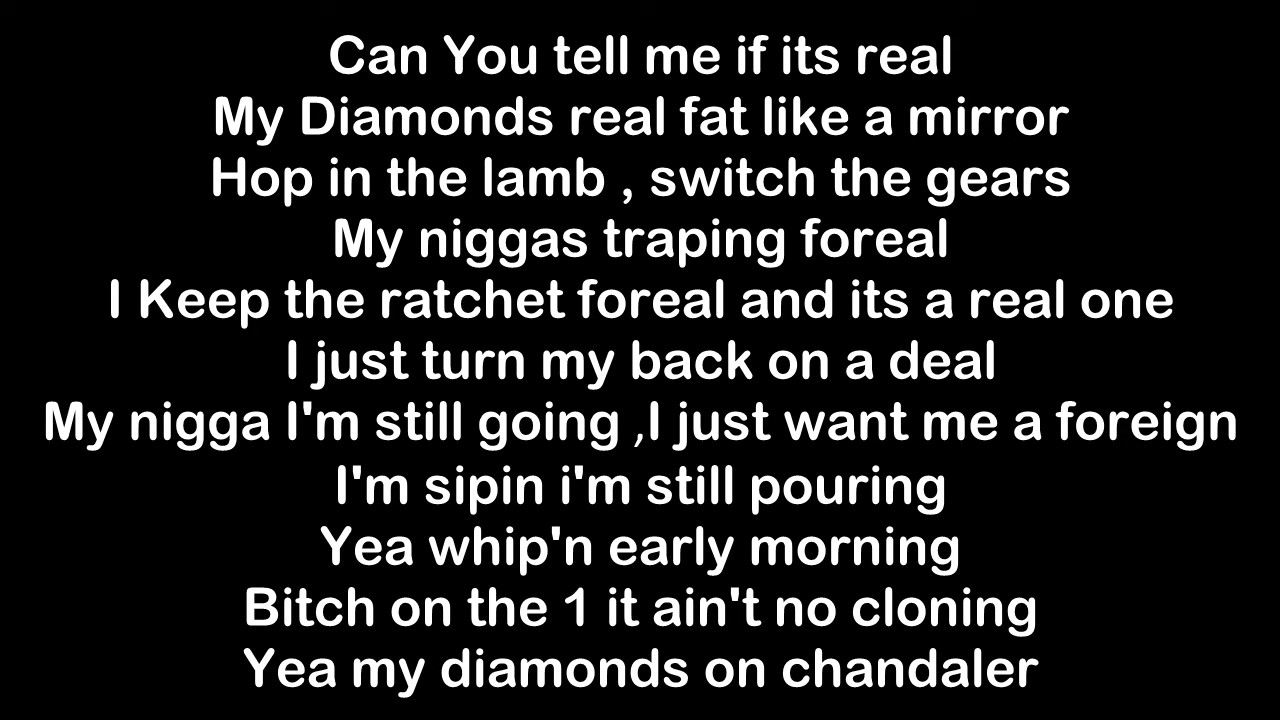 Can You tell me if its real
My Diamonds real fat like a mirror
Hop in the lamb , switch the gears
My niggas traping foreal
I Keep the ratchet foreal and its a real one
I just turn my back on a deal
My nigga I'm still going ,I just want me a foreign
I'm sipin i'm still pouring
Yea whip'n early morning
Bitch on the 1 it ain't no cloning
Yea my diamonds on chandaler